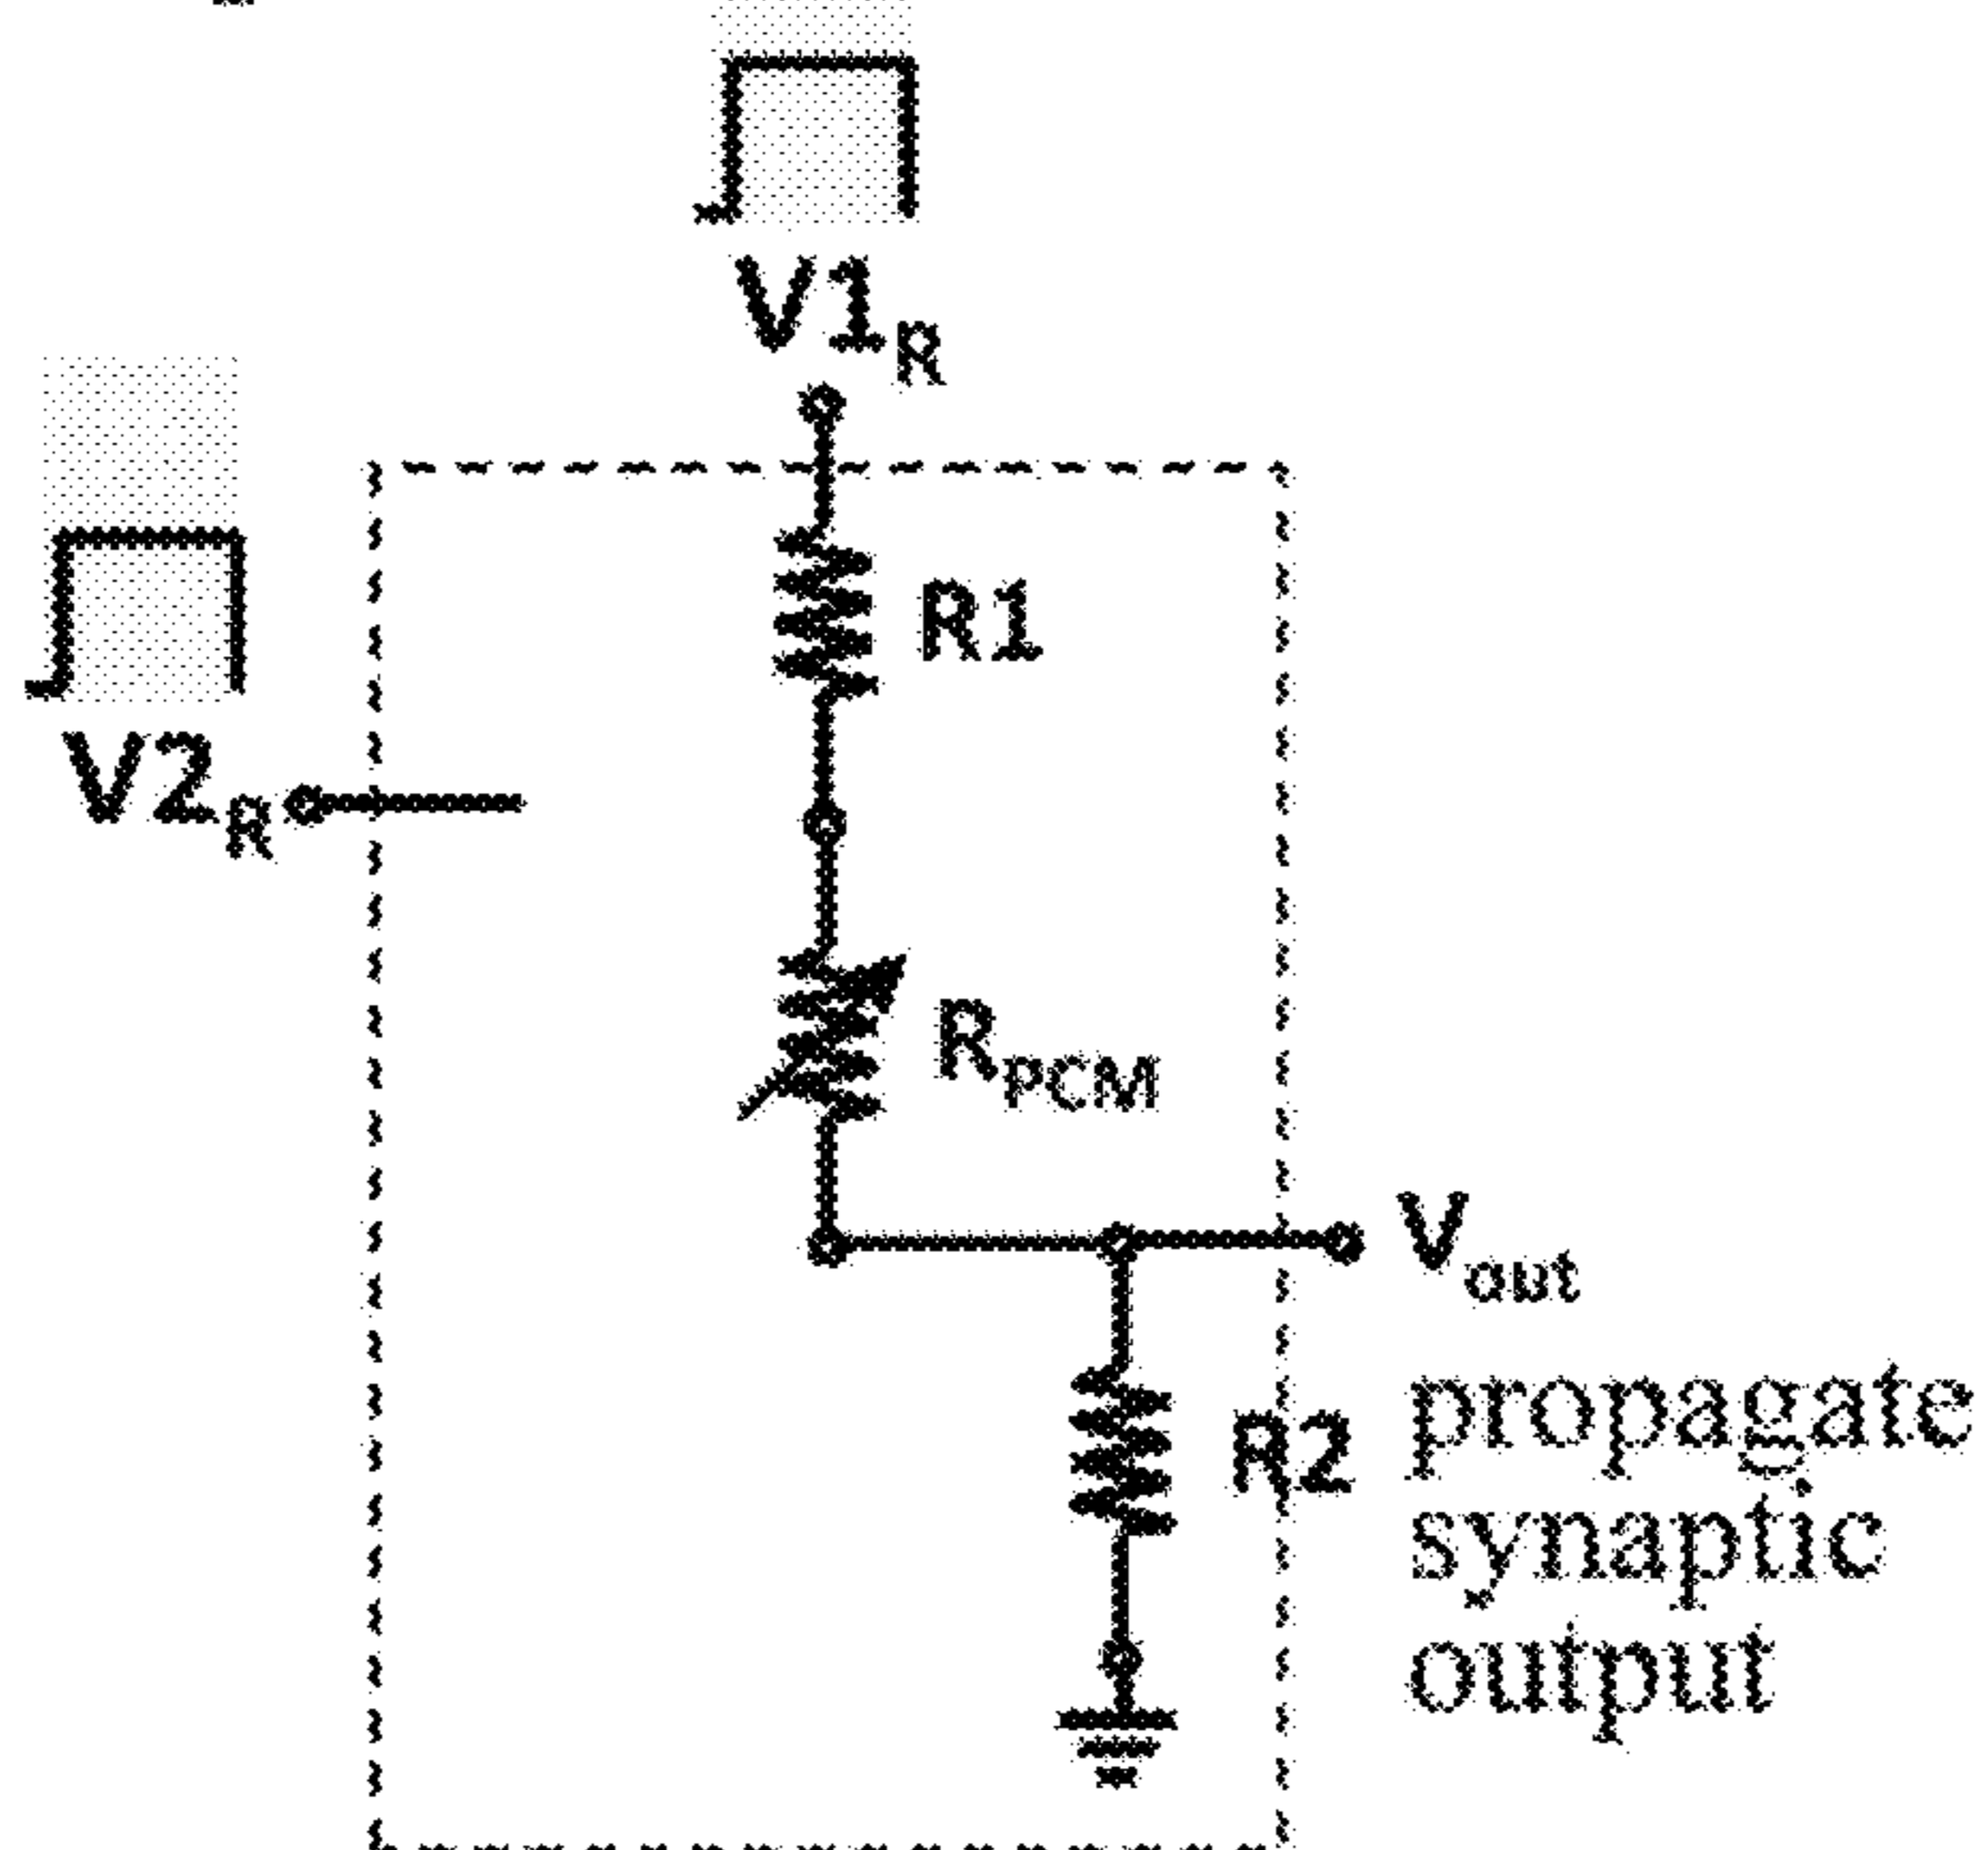 V1R
R1
V2R
RPCM
Vout
R2
propagate
synaptic
output